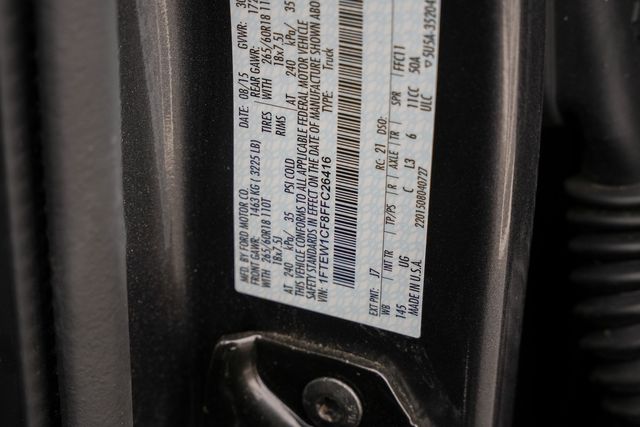 MFD. BY FORD MOTOR CO.
DATE: 08/15 GVWR: 30
FRONT GAWR: 1463 KG ( 3225 LB) REAR GAWR: 172
WITH 265/60R18 110T TIRES WITH 265/60R18 11
18x7.5J RIMS 18x7.5J
AT 240 kPa/ 35 PSI COLD AT 240 kPa/ 35
THIS VEHICLE CONFORMS TO ALL APPLICABLE FEDERAL MOTOR VEHICLE
SAFETY STANDARDS IN EFFECT ON THE DATE OF MANUFACTURE SHOWN ABO
VIN: 1FTEW1CF8FFC26416 TYPE: Truck
EXT PNT: J7 RC: 21 DSO: FFC11
WB INT TR TP/PS R AXLE TR SPR
145 UG C L3 6 11CC 5OA
MADE IN U.S.A. 2201508040727 ULC